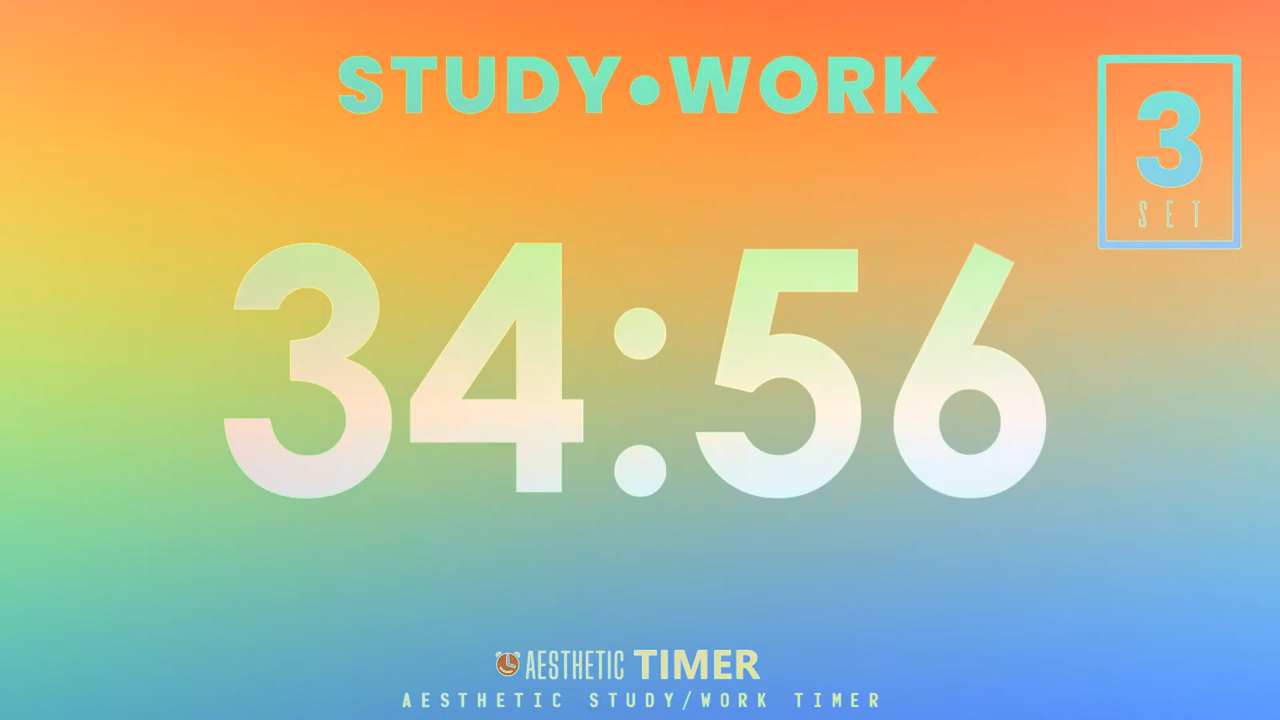 STUDY•WORK
3
SET
34:56
AESTHETIC TIMER
AESTHETIC STUDY/WORK TIMER